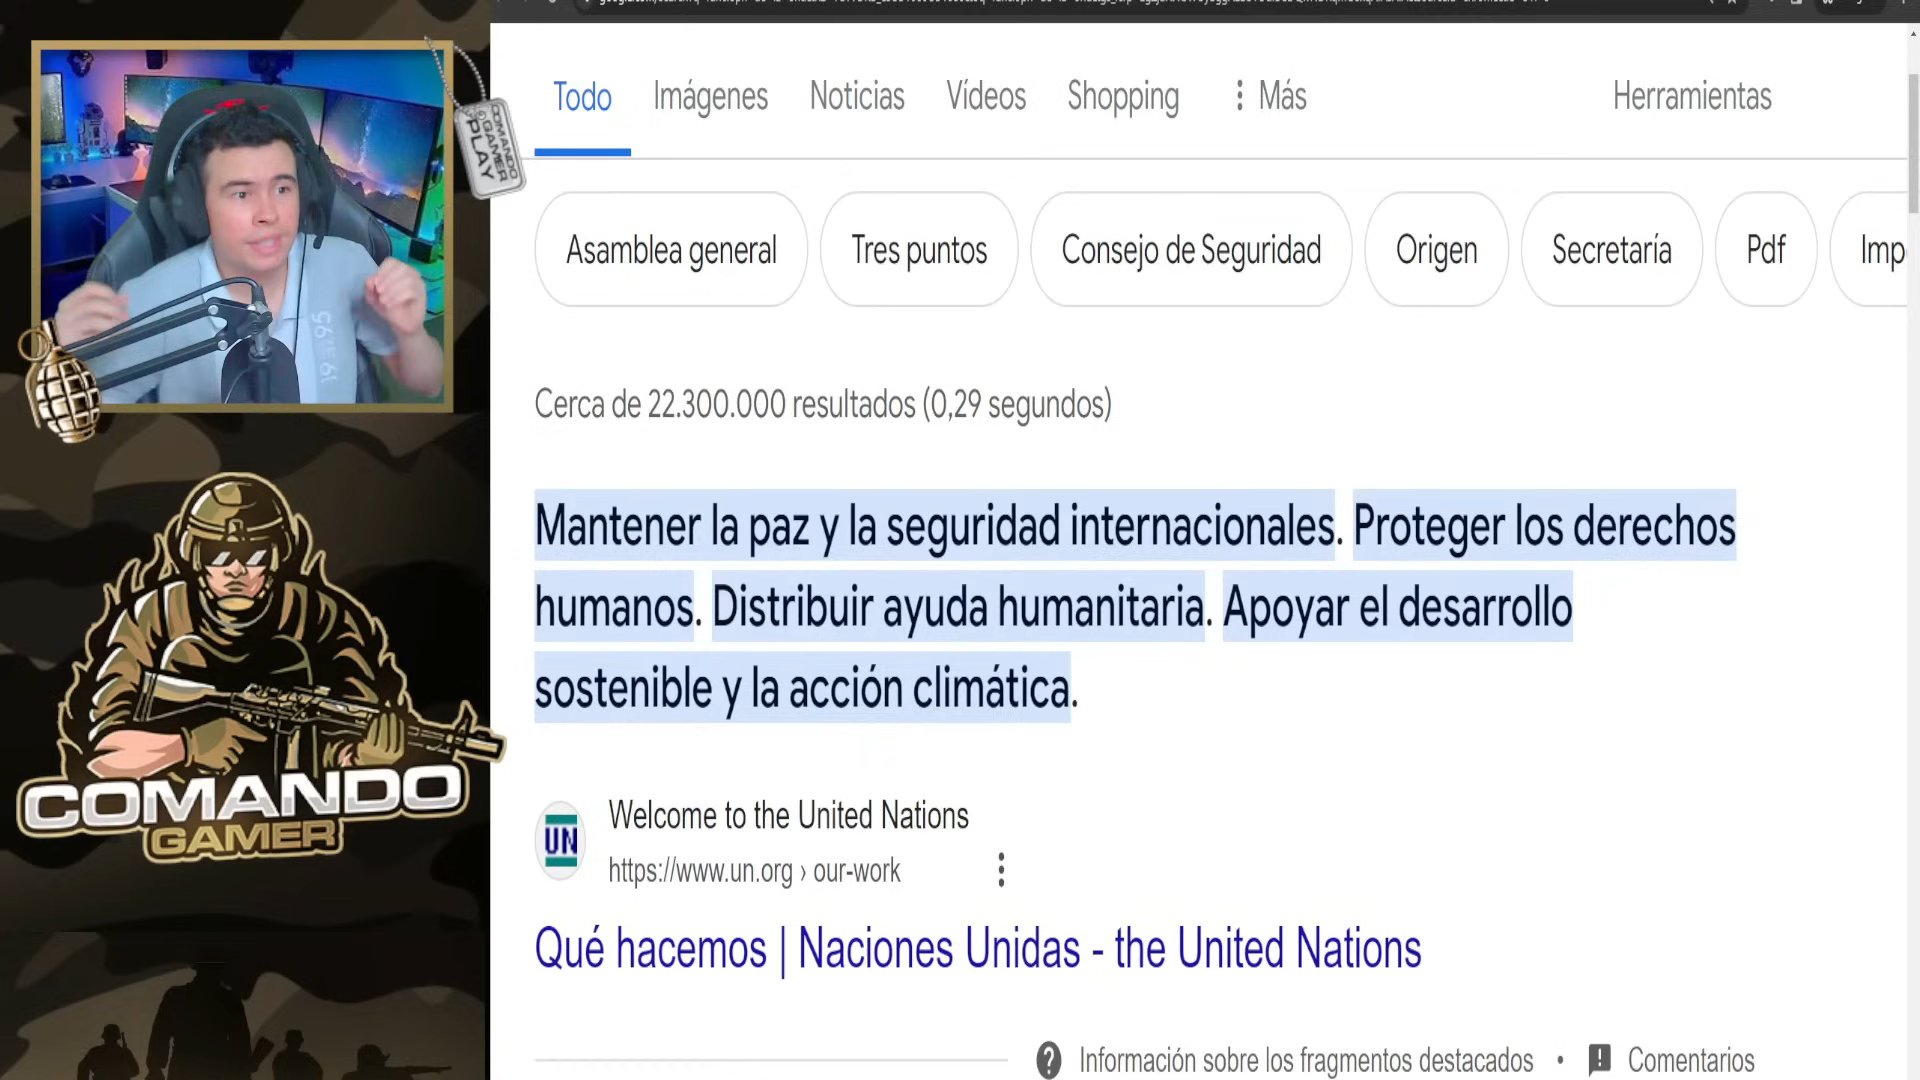 Todo Imágenes Noticias Vídeos Shopping Más Herramientas
Asamblea general Tres puntos Consejo de Seguridad Origen Secretaría Pdf Imp
Cerca de 22.300.000 resultados (0,29 segundos)
Mantener la paz y la seguridad internacionales. Proteger los derechos
humanos. Distribuir ayuda humanitaria. Apoyar el desarrollo
sostenible y la acción climática.
UN
Welcome to the United Nations
https://www.un.org › our-work
Qué hacemos | Naciones Unidas - the United Nations
Información sobre los fragmentos destacados • Comentarios
COMANDO
GAMER
PLAY
COMANDO
GAMER